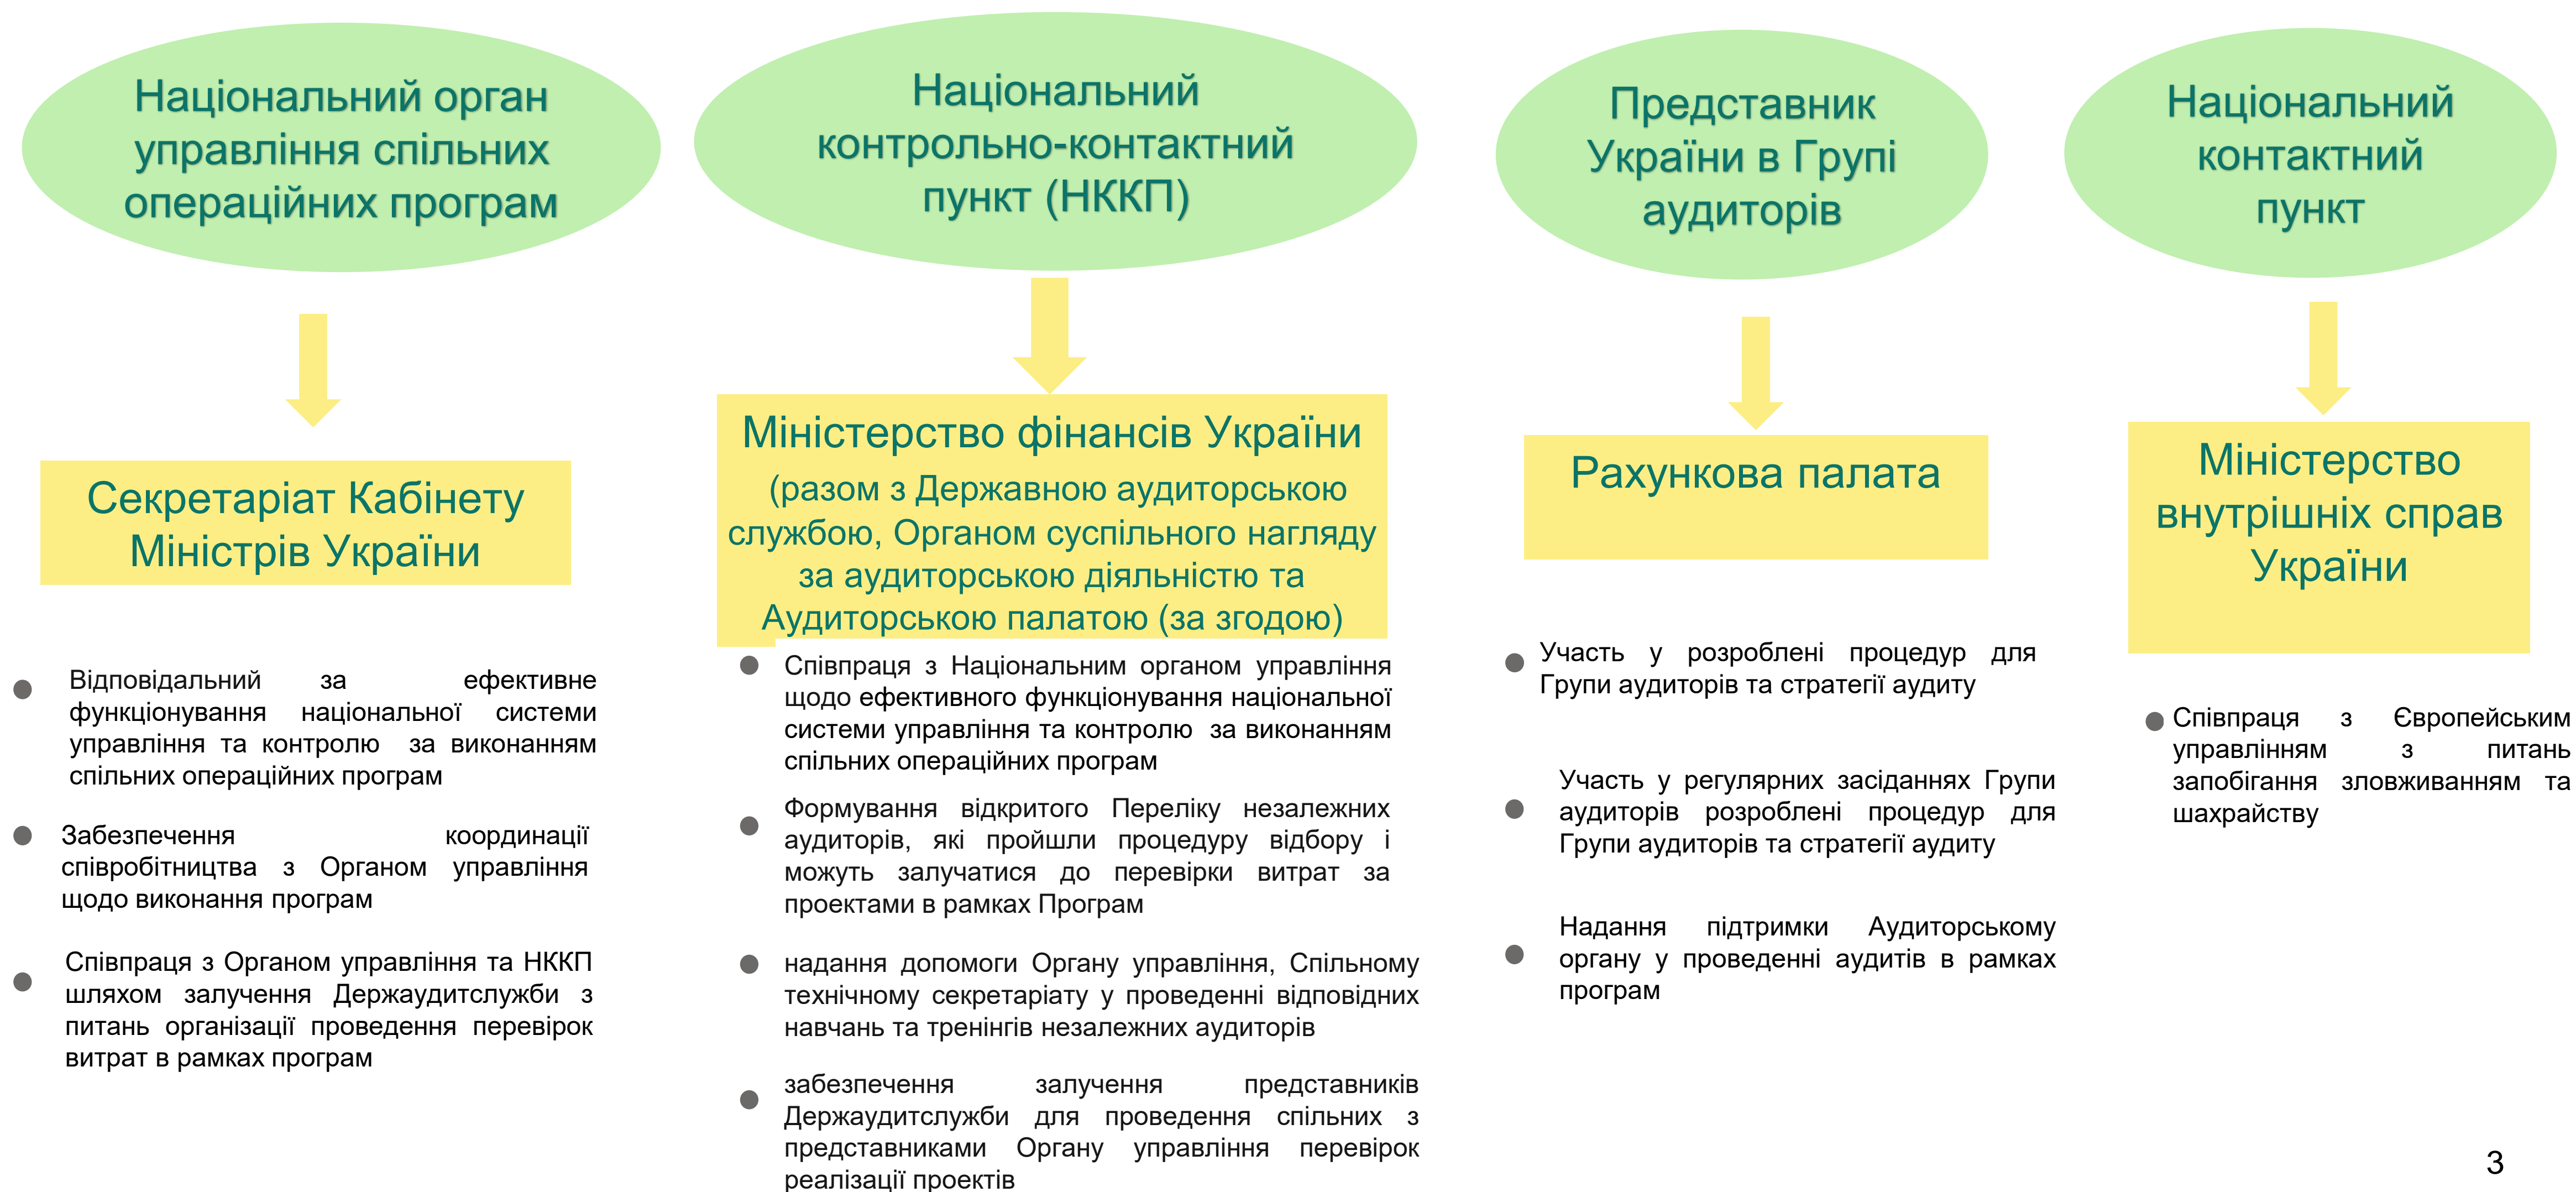 Національний орган
управління спільних
операційних програм
Секретаріат Кабінету
Міністрів України
Відповідальний за ефективне
функціонування національної системи
управління та контролю за виконанням
спільних операційних програм
Забезпечення координації
співробітництва з Органом управління
щодо виконання програм
Співпраця з Органом управління та НККП
шляхом залучення Держаудитслужби з
питань організації проведення перевірок
витрат в рамках програм
Національний
контрольно-контактний
пункт (НККП)
Міністерство фінансів України
(разом з Державною аудиторською
службою, Органом суспільного нагляду
за аудиторською діяльністю та
Аудиторською палатою (за згодою)
Співпраця з Національним органом управління
щодо ефективного функціонування національної
системи управління та контролю за виконанням
спільних операційних програм
Формування відкритого Переліку незалежних
аудиторів, які пройшли процедуру відбору і
можуть залучатися до перевірки витрат за
проектами в рамках Програм
надання допомоги Органу управління, Спільному
технічному секретаріату у проведенні відповідних
навчань та тренінгів незалежних аудиторів
забезпечення залучення представників
Держаудитслужби для проведення спільних з
представниками Органу управління перевірок
реалізації проектів
Представник
України в Групі
аудиторів
Рахункова палата
Участь у розроблені процедур для
Групи аудиторів та стратегії аудиту
Участь у регулярних засіданнях Групи
аудиторів розроблені процедур для
Групи аудиторів та стратегії аудиту
Надання підтримки Аудиторському
органу у проведенні аудитів в рамках
програм
Національний
контактний
пункт
Міністерство
внутрішніх справ
України
Співпраця з Європейським
управлінням з питань
запобігання зловживанням та
шахрайству
3